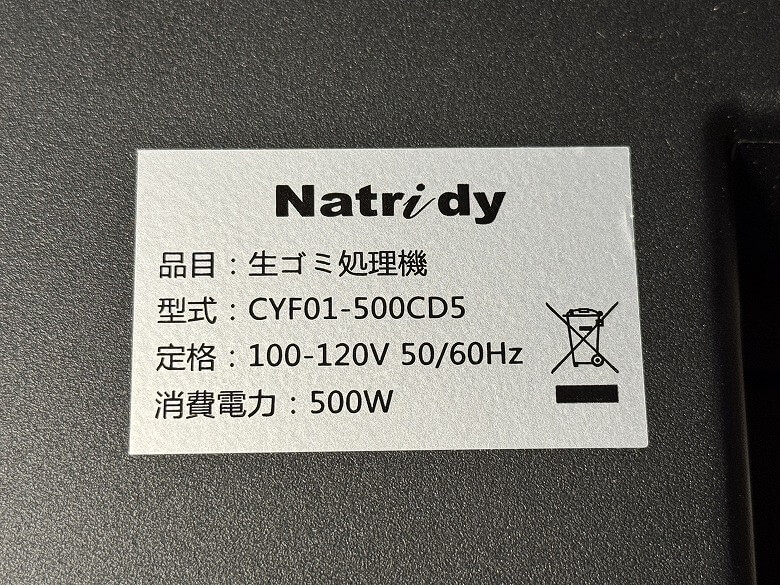 Natridy
品目：生ゴミ処理機
型式：CYF01-500CD5
定格：100-120V 50/60Hz
消費電力：500W